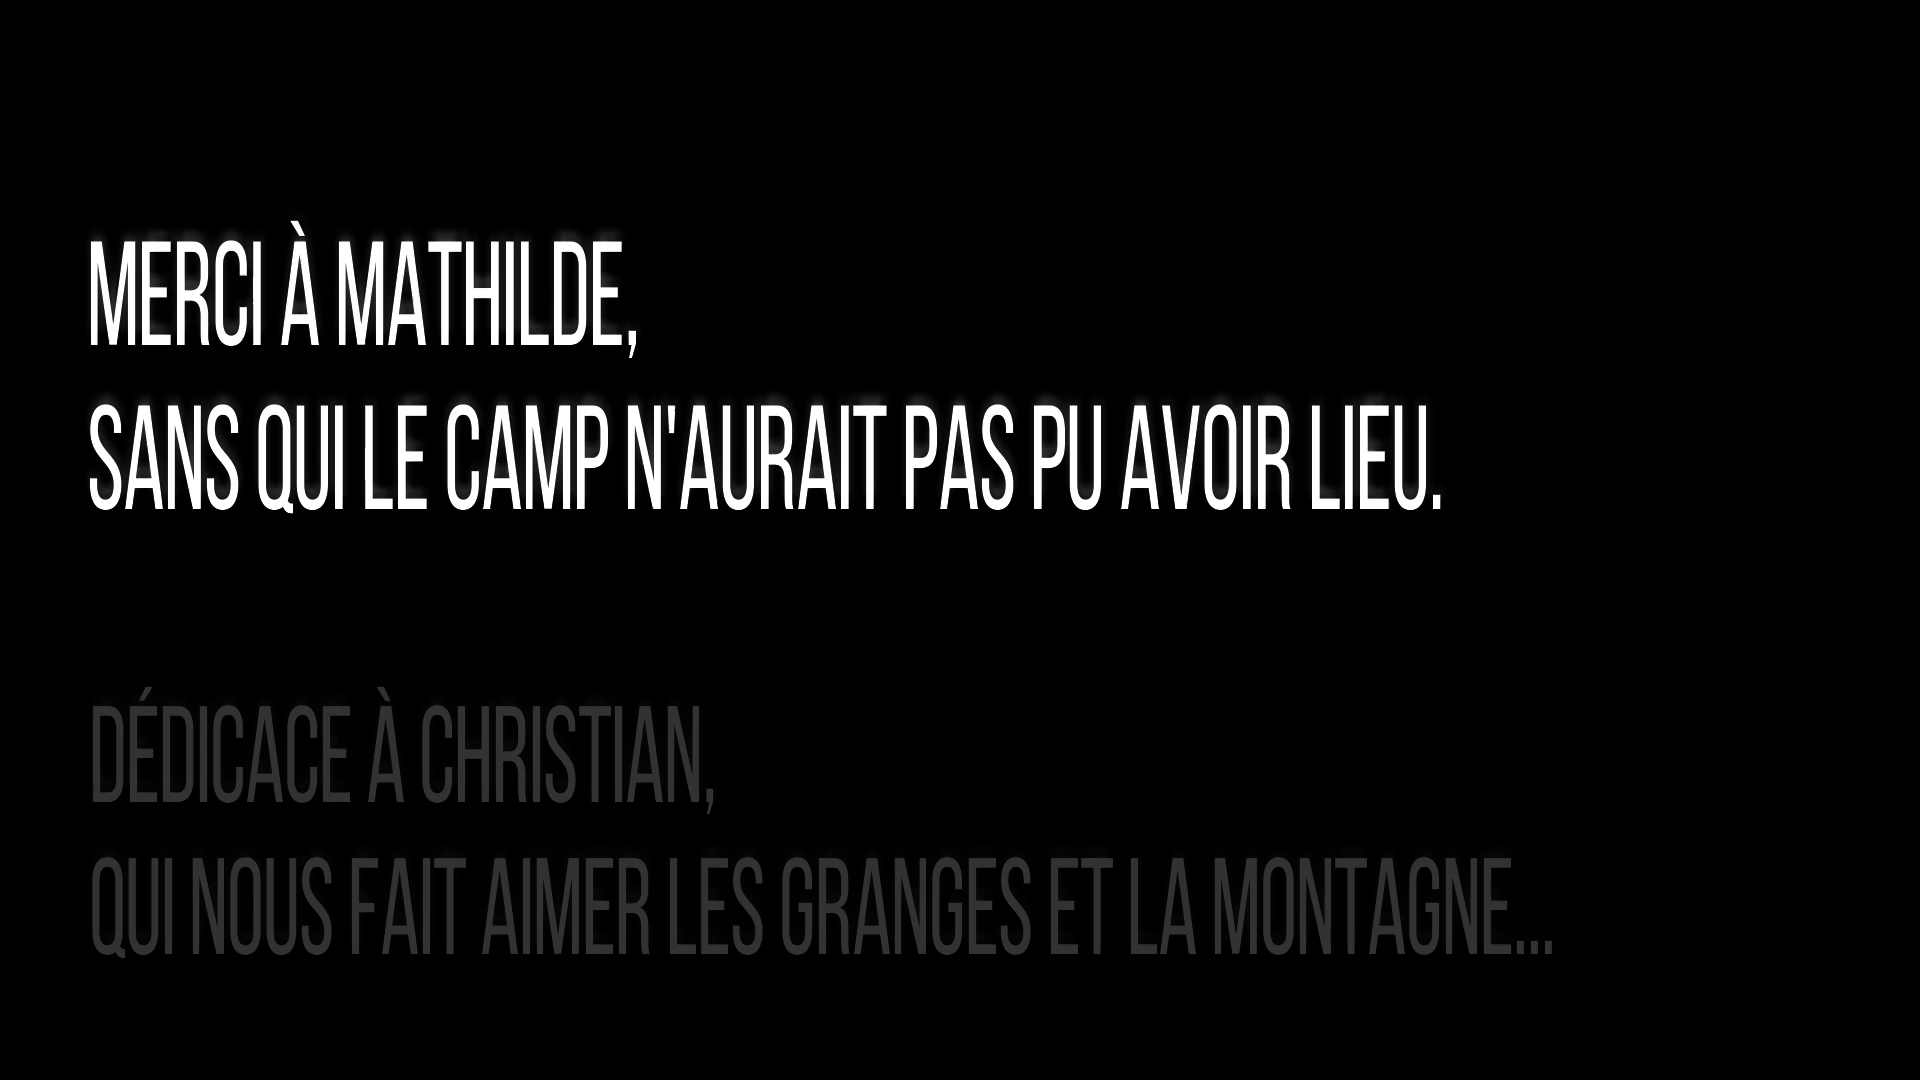 MERCI À MATHILDE,
SANS QUI LE CAMP N'AURAIT PAS PU AVOIR LIEU.
DÉDICACE À CHRISTIAN,
QUI NOUS FAIT AIMER LES GRANGES ET LA MONTAGNE...